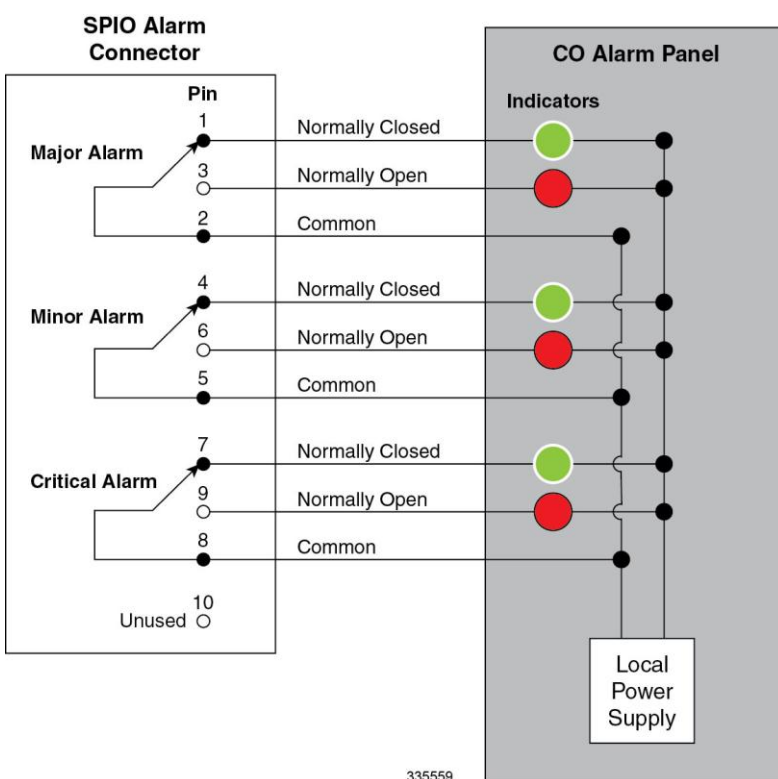 SPIO Alarm
Connector
CO Alarm Panel
Pin
Indicators
1
Normally Closed
Major Alarm
3
Normally Open
2
Common
4
Normally Closed
Minor Alarm
6
Normally Open
5
Common
7
Normally Closed
Critical Alarm
9
Normally Open
8
Common
10
Unused
Local
Power
Supply
335559